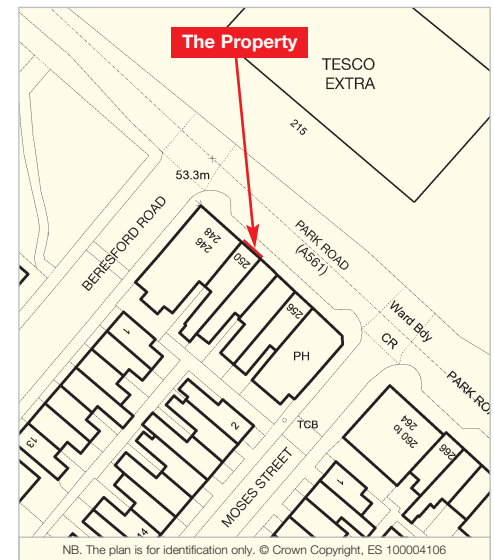 The Property
TESCO
EXTRA
215
53.3m
BERESFORD ROAD
PARK ROAD
(A561)
248
246
250
256
Ward Bdy
CR
PH
PARK RO
1
TCB
2
260 to
264
266
13
MOSES STREET
1
14
NB. The plan is for identification only. © Crown Copyright, ES 100004106